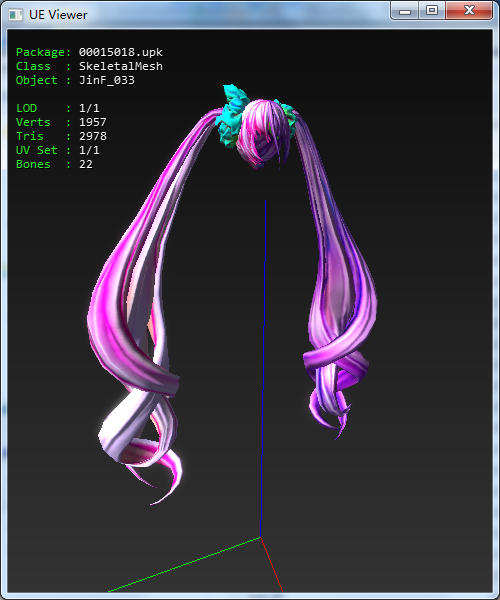 UE Viewer
Package: 00015018.upk
Class  : SkeletalMesh
Object : JinF_033
LOD    : 1/1
Verts  : 1957
Tris   : 2978
UV Set : 1/1
Bones  : 22